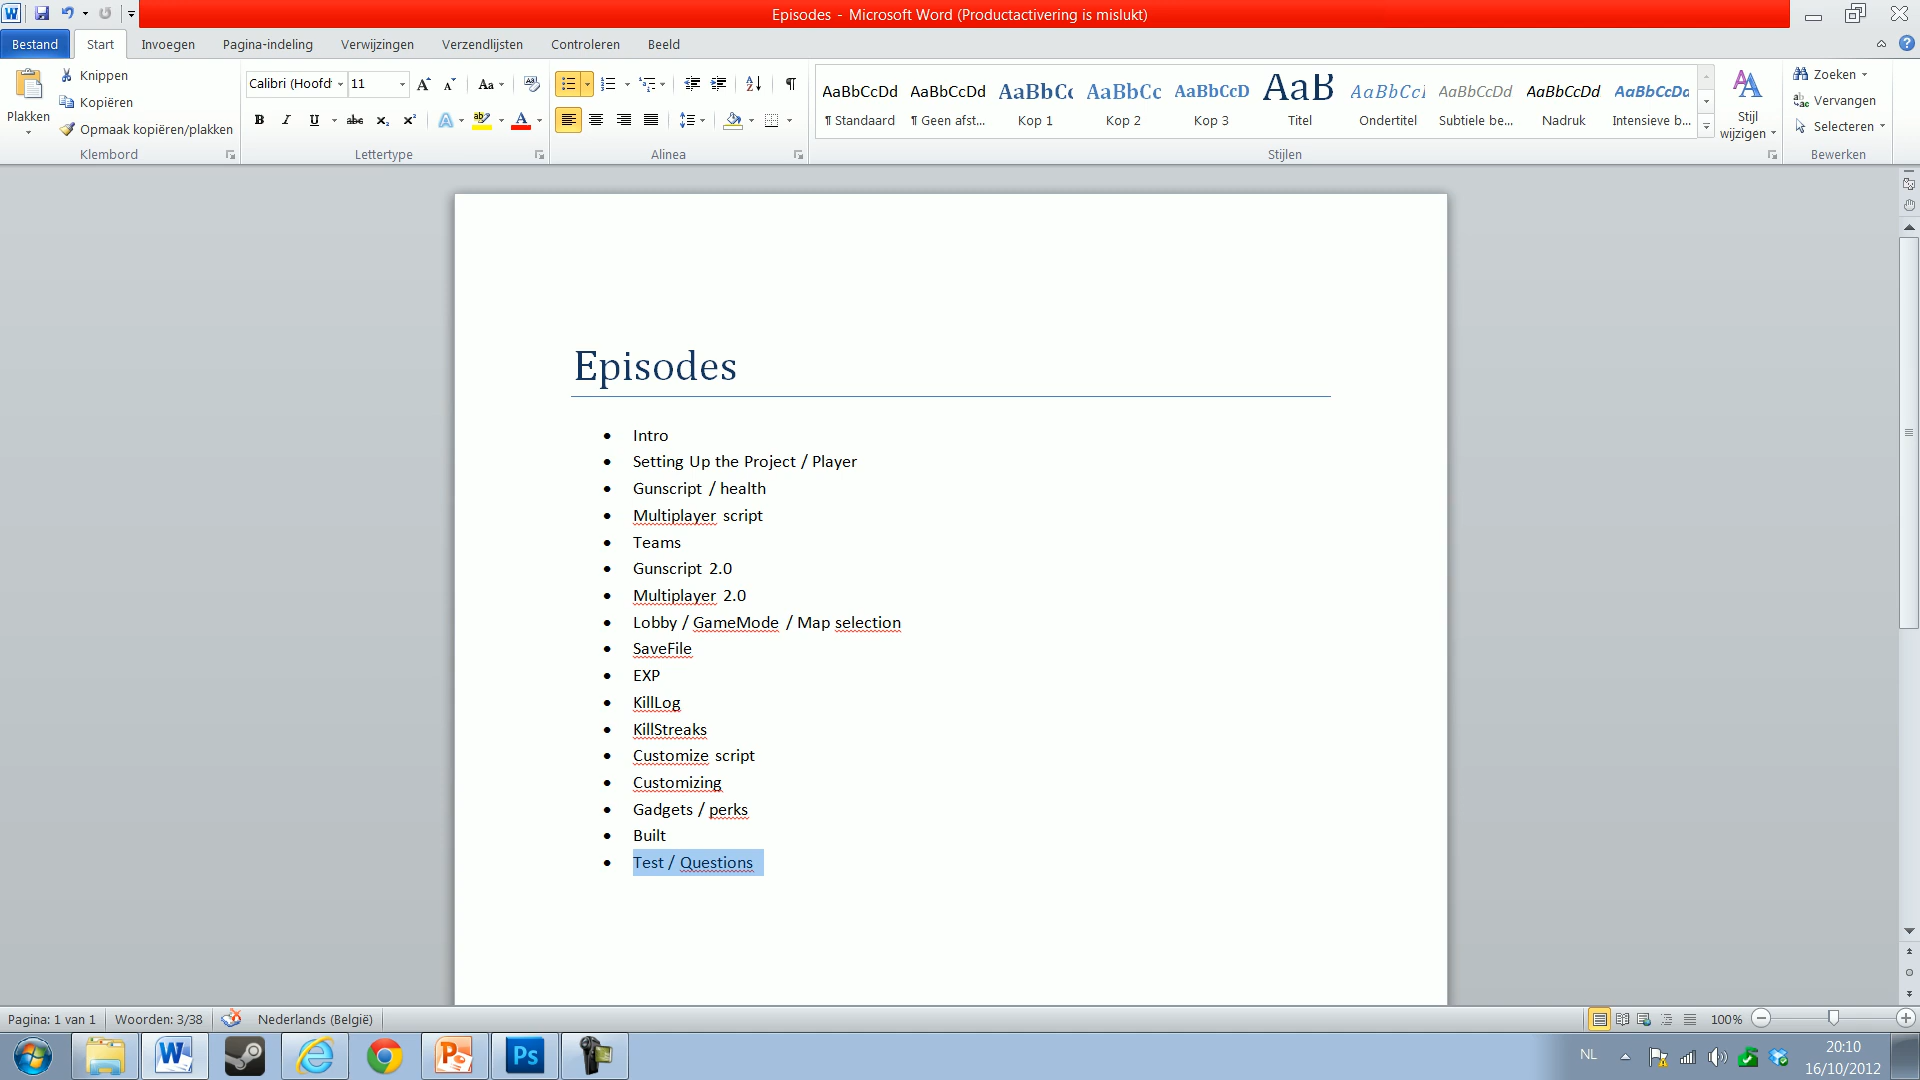 Episodes - Microsoft Word (Productactivering is mislukt)
Bestand Start Invoegen Pagina-indeling Verwijzingen Verzendlijsten Controleren Beeld
Plakken
Knippen
Kopiëren
Opmaak kopiëren/plakken
Klembord
Calibri (Hoofd 11
Lettertype
Alinea
AaBbCcDd AaBbCcDd AaBbCc AaBbCc AaBbCcD AaB AaBbCcI AaBbCcDd AaBbCcDd AaBbCcDd
¶ Standaard ¶ Geen afst... Kop 1 Kop 2 Kop 3 Titel Ondertitel Subtiele be... Nadruk Intensieve b...
Stijlen
Stijl
wijzigen
Zoeken
Vervangen
Selecteren
Bewerken
Episodes
• Intro
• Setting Up the Project / Player
• Gunscript / health
• Multiplayer script
• Teams
• Gunscript 2.0
• Multiplayer 2.0
• Lobby / GameMode / Map selection
• SaveFile
• EXP
• KillLog
• KillStreaks
• Customize script
• Customizing
• Gadgets / perks
• Built
• Test / Questions
Pagina: 1 van 1 Woorden: 3/38 Nederlands (België) 100%
NL 20:10
16/10/2012